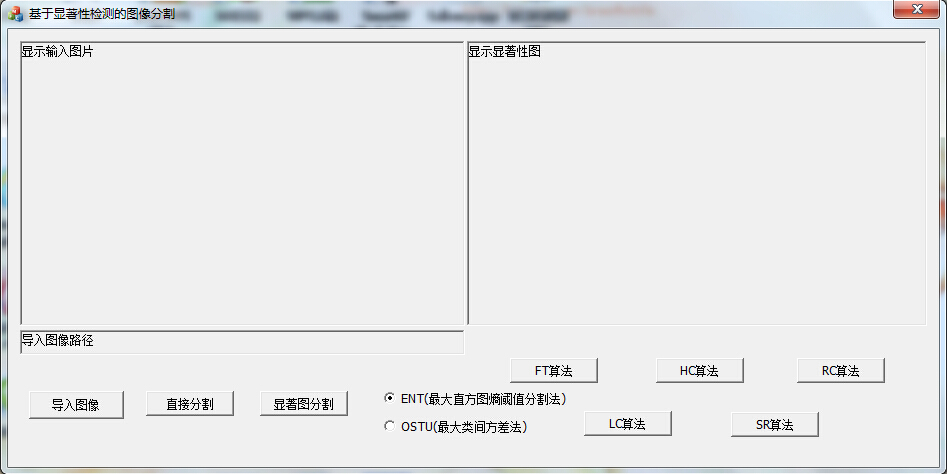 基于显著性检测的图像分割
显示输入图片
显示显著性图
导入图像路径
FT算法
HC算法
RC算法
导入图像
直接分割
显著图分割
ENT(最大直方图熵阈值分割法)
OSTU(最大类间方差法)
LC算法
SR算法